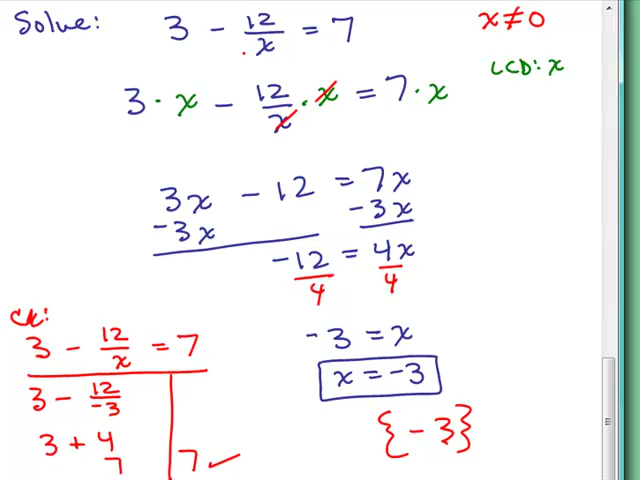 Solve: 3 - 12/x = 7 x ≠ 0
LCD: x
3 · x - 12/x · x = 7 · x
3x - 12 = 7x
-3x -3x
-12 = 4x
4 4
-3 = x
x = -3
{-3}
CK:
3 - 12/x = 7
3 - 12/-3
3 + 4
7 7 ✓